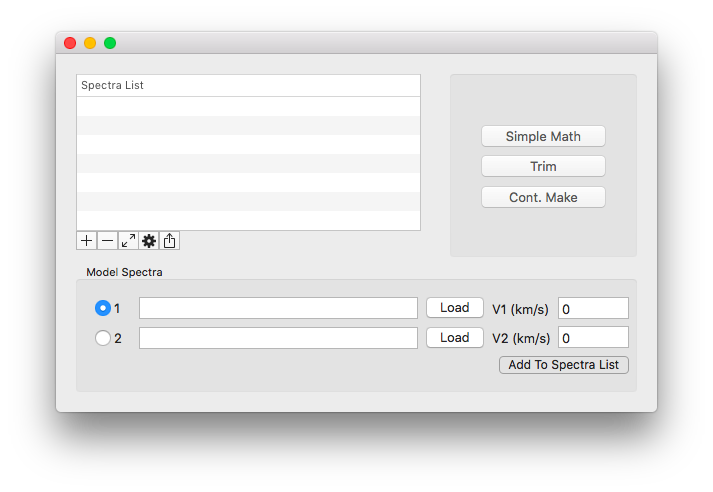 Spectra List
Simple Math
Trim
Cont. Make
Model Spectra
1 Load V1 (km/s) 0
2 Load V2 (km/s) 0
Add To Spectra List